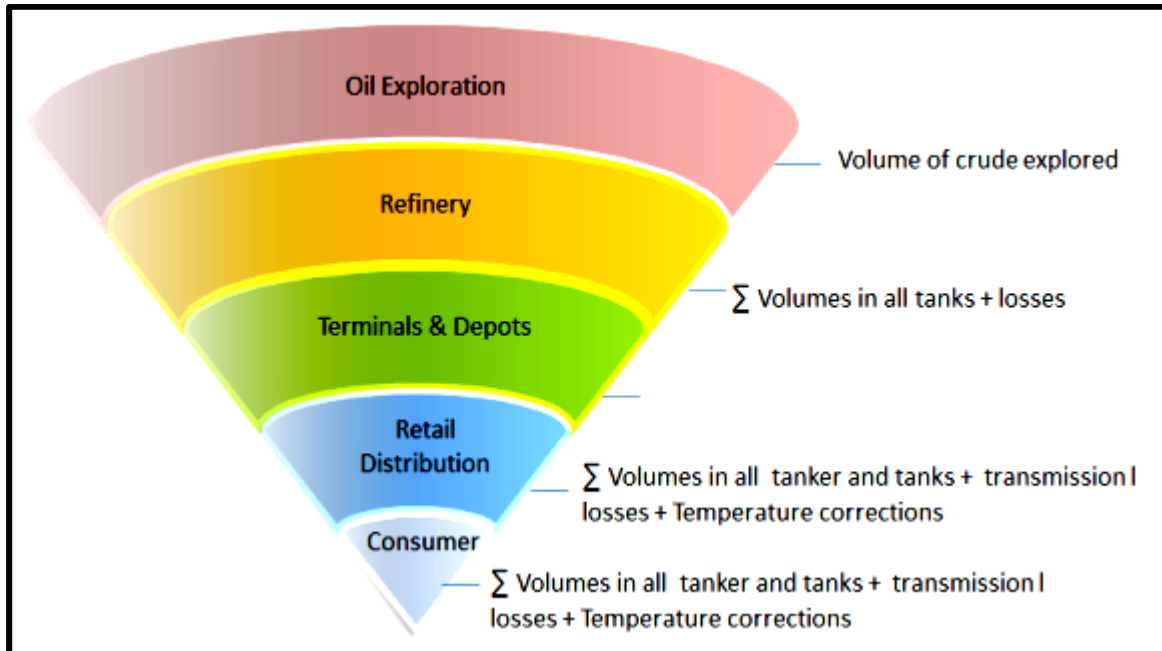 Oil Exploration
Volume of crude explored
Refinery
∑ Volumes in all tanks + losses
Terminals & Depots
Retail
Distribution
∑ Volumes in all tanker and tanks + transmission l
losses + Temperature corrections
Consumer
∑ Volumes in all tanker and tanks + transmission l
losses + Temperature corrections